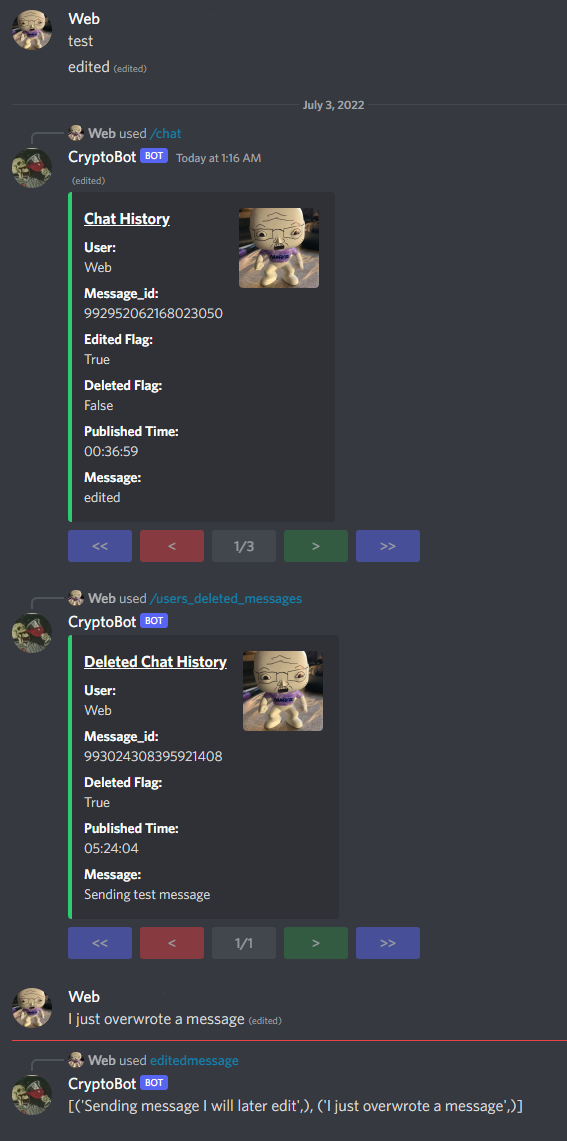 Web
test
edited (edited)
July 3, 2022
Web used /chat
CryptoBot BOT Today at 1:16 AM
(edited)
Chat History
User:
Web
Message_id:
992952062168023050
Edited Flag:
True
Deleted Flag:
False
Published Time:
00:36:59
Message:
edited
<< < 1/3 > >>
Web used /users_deleted_messages
CryptoBot BOT
Deleted Chat History
User:
Web
Message_id:
993024308395921408
Deleted Flag:
True
Published Time:
05:24:04
Message:
Sending test message
<< < 1/1 > >>
Web
I just overwrote a message (edited)
Web used editedmessage
CryptoBot BOT
[('Sending message I will later edit',), ('I just overwrote a message',)]